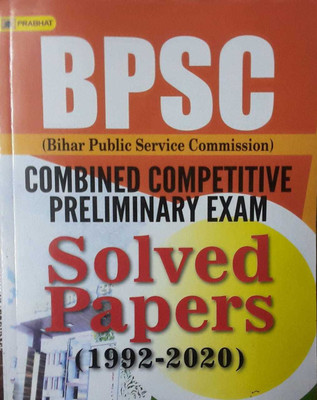 PRABHAT
BPSC
(Bihar Public Service Commission)
COMBINED COMPETITIVE
PRELIMINARY EXAM
Solved
Papers
(1992-2020)